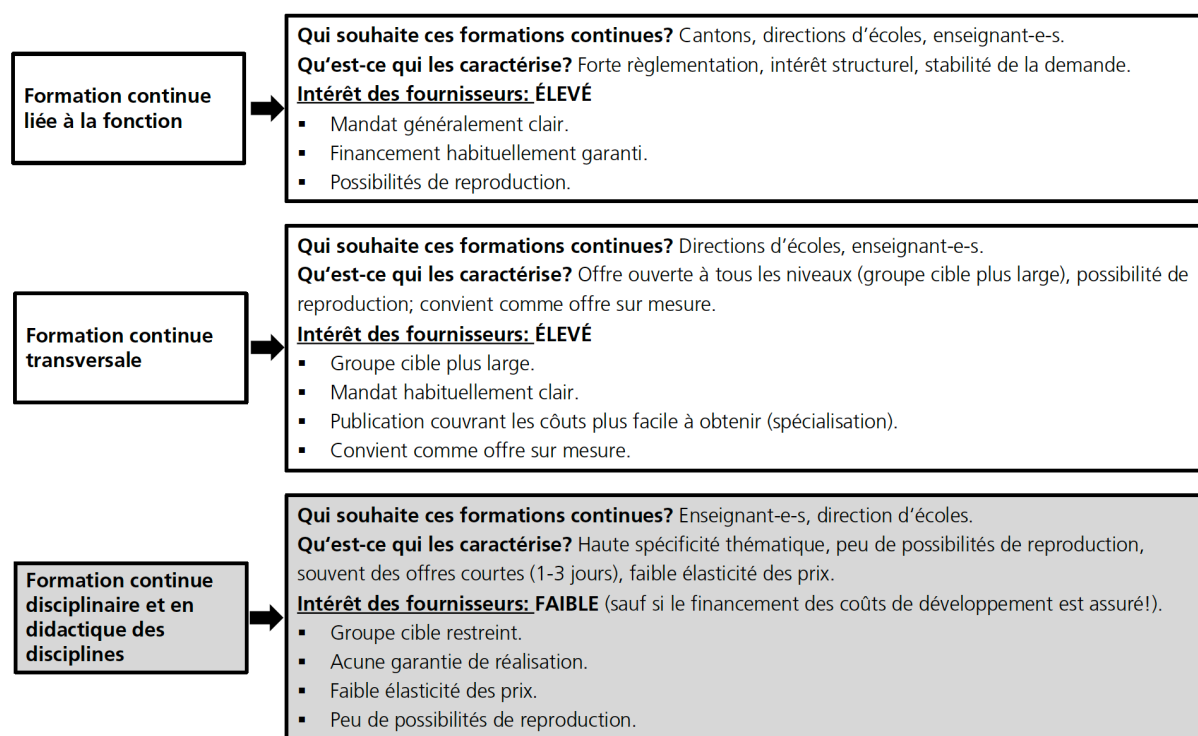 Formation continue
liée à la fonction
Qui souhaite ces formations continues? Cantons, directions d'écoles, enseignant-e-s.
Qu'est-ce qui les caractérise? Forte règlementation, intérêt structurel, stabilité de la demande.
Intérêt des fournisseurs: ÉLEVÉ
▪ Mandat généralement clair.
▪ Financement habituellement garanti.
▪ Possibilités de reproduction.
Formation continue
transversale
Qui souhaite ces formations continues? Directions d'écoles, enseignant-e-s.
Qu'est-ce qui les caractérise? Offre ouverte à tous les niveaux (groupe cible plus large), possibilité de
reproduction; convient comme offre sur mesure.
Intérêt des fournisseurs: ÉLEVÉ
▪ Groupe cible plus large.
▪ Mandat habituellement clair.
▪ Publication couvrant les côuts plus facile à obtenir (spécialisation).
▪ Convient comme offre sur mesure.
Formation continue
disciplinaire et en
didactique des
disciplines
Qui souhaite ces formations continues? Enseignant-e-s, direction d'écoles.
Qu'est-ce qui les caractérise? Haute spécificité thématique, peu de possibilités de reproduction,
souvent des offres courtes (1-3 jours), faible élasticité des prix.
Intérêt des fournisseurs: FAIBLE (sauf si le financement des coûts de développement est assuré!).
▪ Groupe cible restreint.
▪ Acune garantie de réalisation.
▪ Faible élasticité des prix.
▪ Peu de possibilités de reproduction.